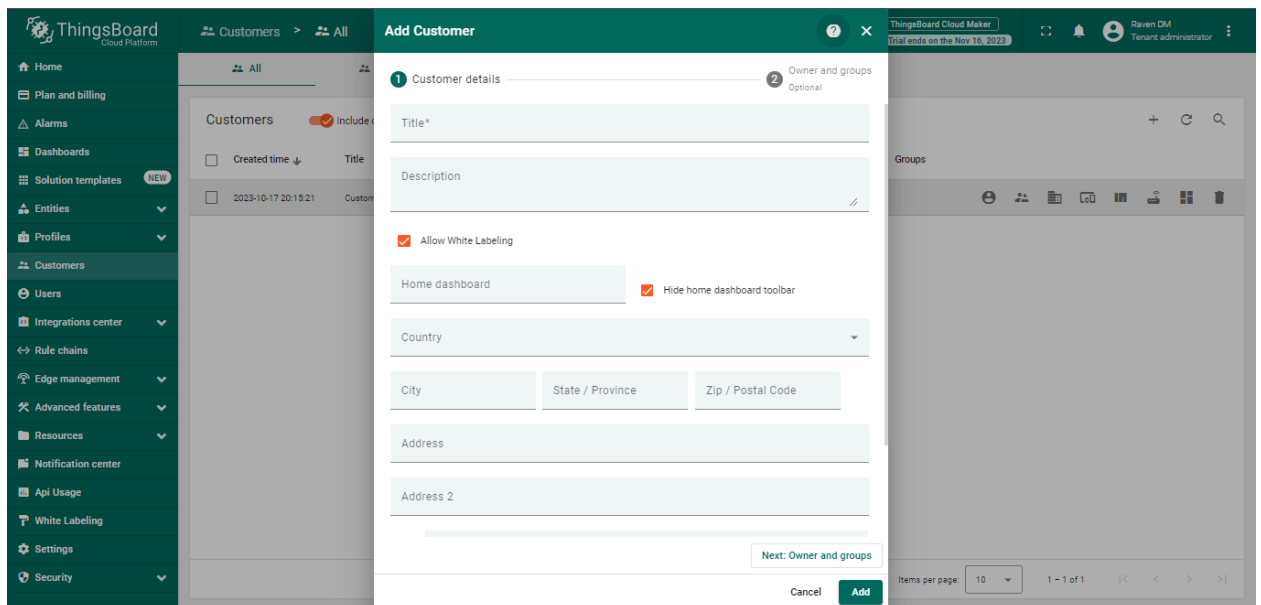 ThingsBoard
Cloud Platform
Customers > All
Add Customer
?
ThingsBoard Cloud Maker
Trial ends on the Nov 16, 2023
Raven DM
Tenant administrator
Home
Plan and billing
Alarms
Dashboards
Solution templates NEW
Entities
Profiles
Customers
Users
Integrations center
Rule chains
Edge management
Advanced features
Resources
Notification center
Api Usage
White Labeling
Settings
Security
All
Customers Include
Created time Title Groups
2023-10-17 20:15:21 Custom
1 Customer details
2 Owner and groups
Optional
Title*
Description
Allow White Labeling
Home dashboard
Hide home dashboard toolbar
Country
City State / Province Zip / Postal Code
Address
Address 2
Next: Owner and groups
Cancel Add
Items per page: 10 1 – 1 of 1